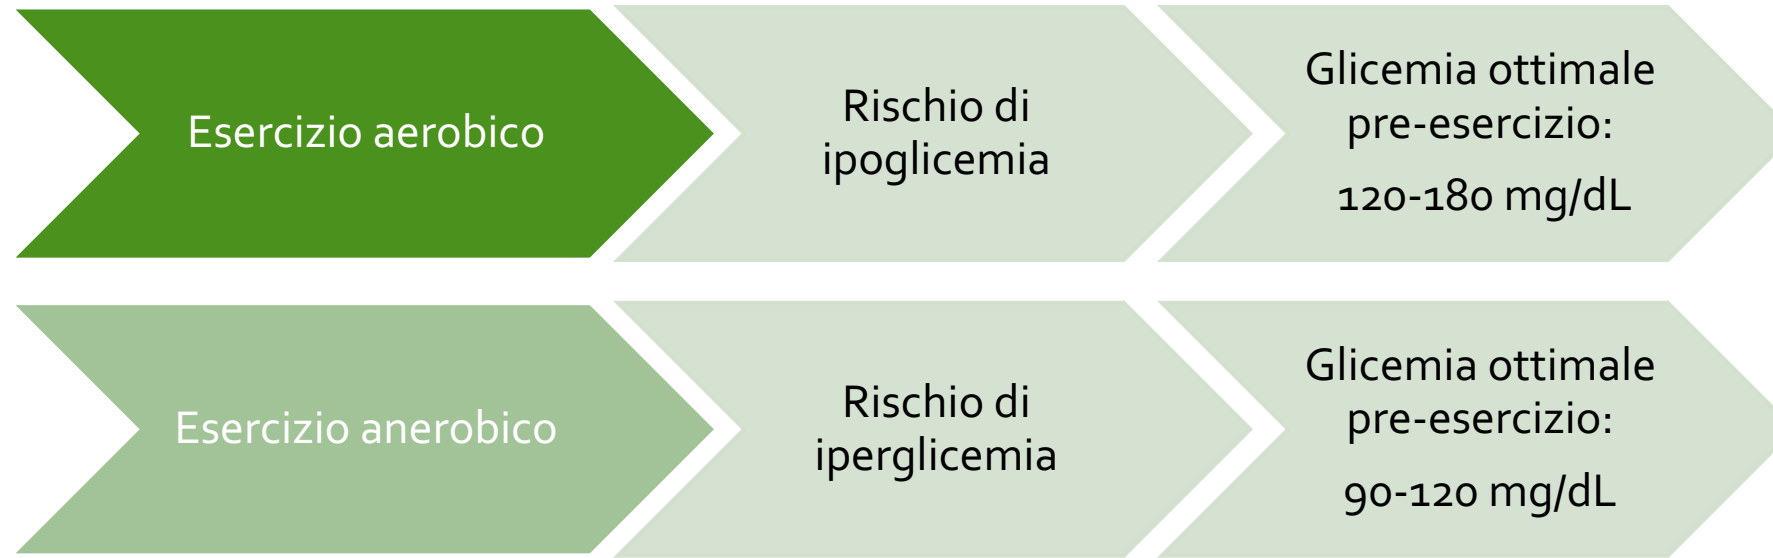 Esercizio aerobico
Rischio di
ipoglicemia
Glicemia ottimale
pre-esercizio:
120-180 mg/dL
Esercizio anerobico
Rischio di
iperglicemia
Glicemia ottimale
pre-esercizio:
90-120 mg/dL